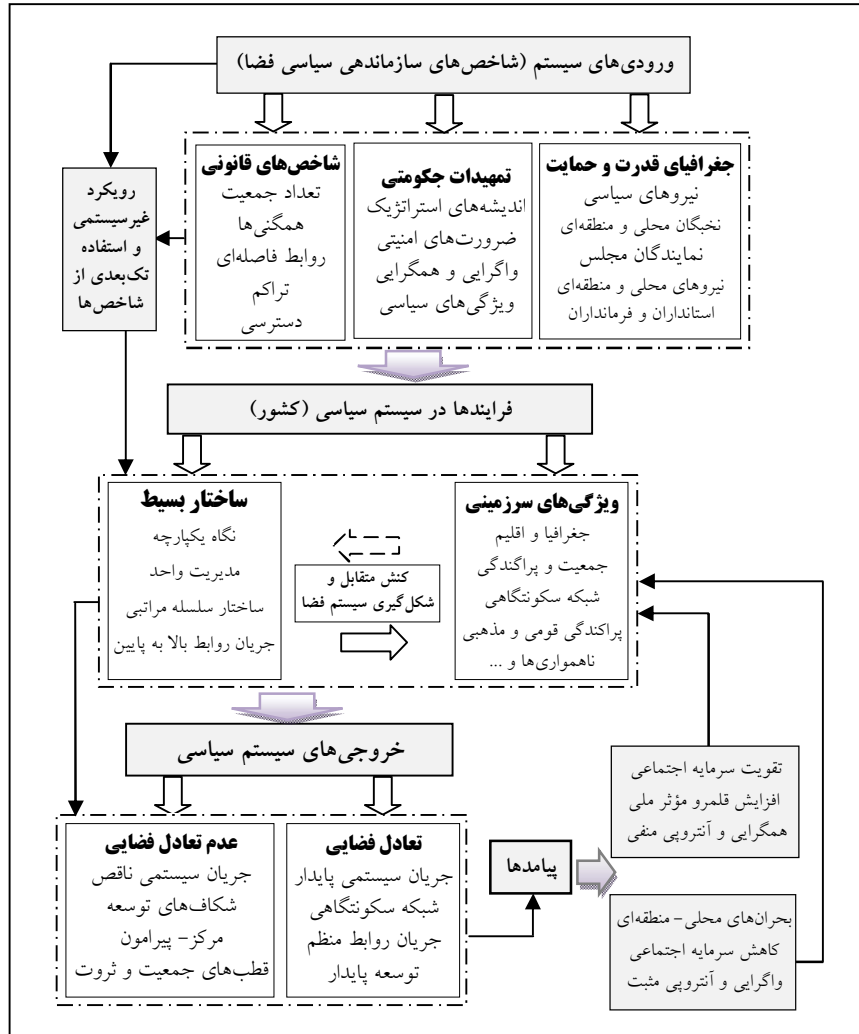 ورودی‌های سیستم (شاخص‌های سازماندهی سیاسی فضا)
جغرافیای قدرت و حمایت
نیروهای سیاسی
نخبگان محلی و منطقه‌ای
نمایندگان مجلس
نیروهای محلی و منطقه‌ای
استانداران و فرمانداران
تمهیدات جکومتی
اندیشه‌های استراتژیک
ضرورت‌های امنیتی
واگرایی و همگرایی
ویژگی‌های سیاسی
شاخص‌های قانونی
تعداد جمعیت
همگنی‌ها
روابط فاصله‌ای
تراکم
دسترسی
رویکرد
غیرسیستمی
و استفاده
تک‌بعدی از
شاخص‌ها
فرایندها در سیستم سیاسی (کشور)
ویژگی‌های سرزمینی
جغرافیا و اقلیم
جمعیت و پراگندگی
شبکه سکونتگاهی
پراکندگی قومی و مذهبی
ناهمواری‌ها و ...
کنش متقابل و
شکل‌گیری سیستم فضا
ساختار بسیط
نگاه یکپارچه
مدیریت واحد
ساختار سلسله مراتبی
جریان روابط بالا به پایین
خروجی‌های سیستم سیاسی
تعادل فضایی
جریان سیستمی پایدار
شبکه سکونتگاهی
جریان روابط منظم
توسعه پایدار
عدم تعادل فضایی
جریان سیستمی ناقص
شکاف‌های توسعه
مرکز- پیرامون
قطب‌های جمعیت و ثروت
پیامدها
تقویت سرمایه اجتماعی
افزایش قلمرو مؤثر ملی
همگرایی و آنتروپی منفی
بحران‌های محلی- منطقه‌ای
کاهش سرمایه اجتماعی
واگرایی و آنتروپی مثبت